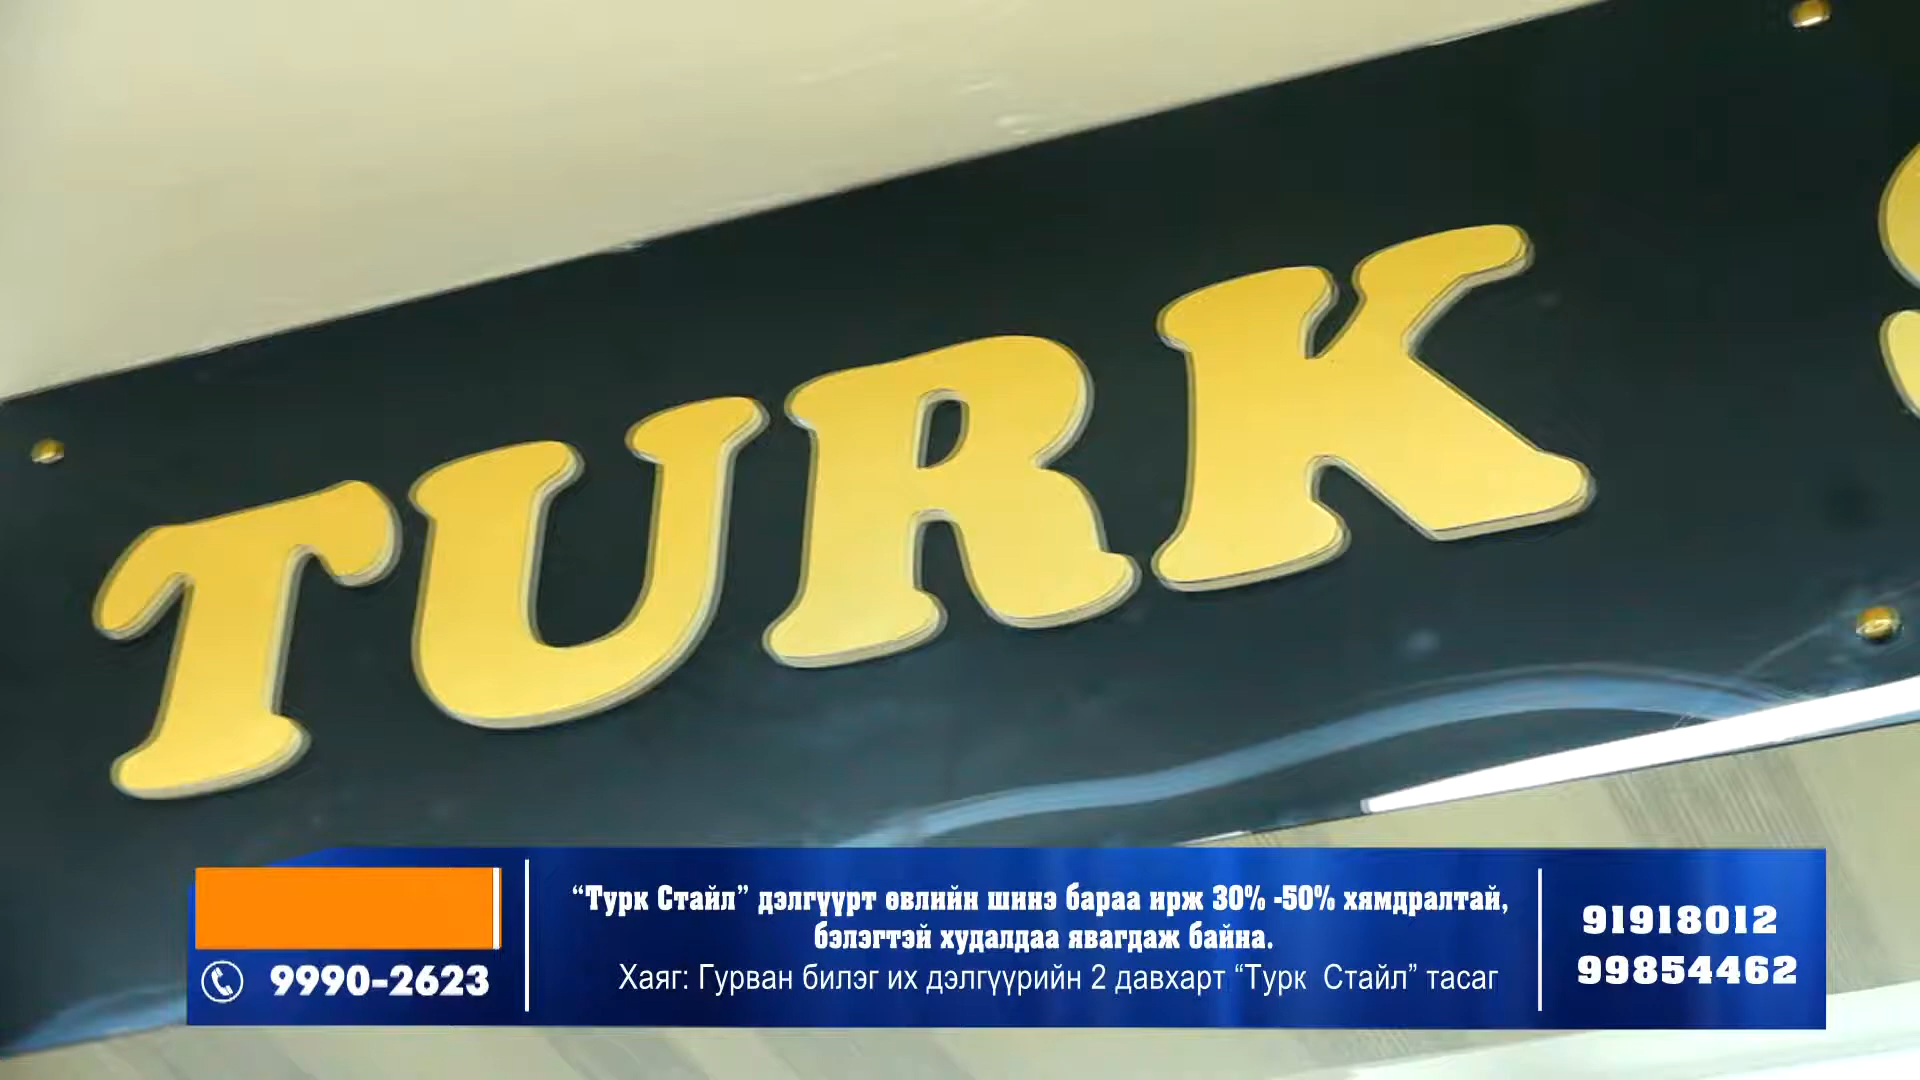 TURK
“Турк Стайл” дэлгүүрт өвлийн шинэ бараа ирж 30% -50% хямдралтай,
бэлэгтэй худалдаа явагдаж байна.
Хаяг: Гурван билэг их дэлгүүрийн 2 давхарт “Турк Стайл” тасаг
9990-2623
91918012
99854462